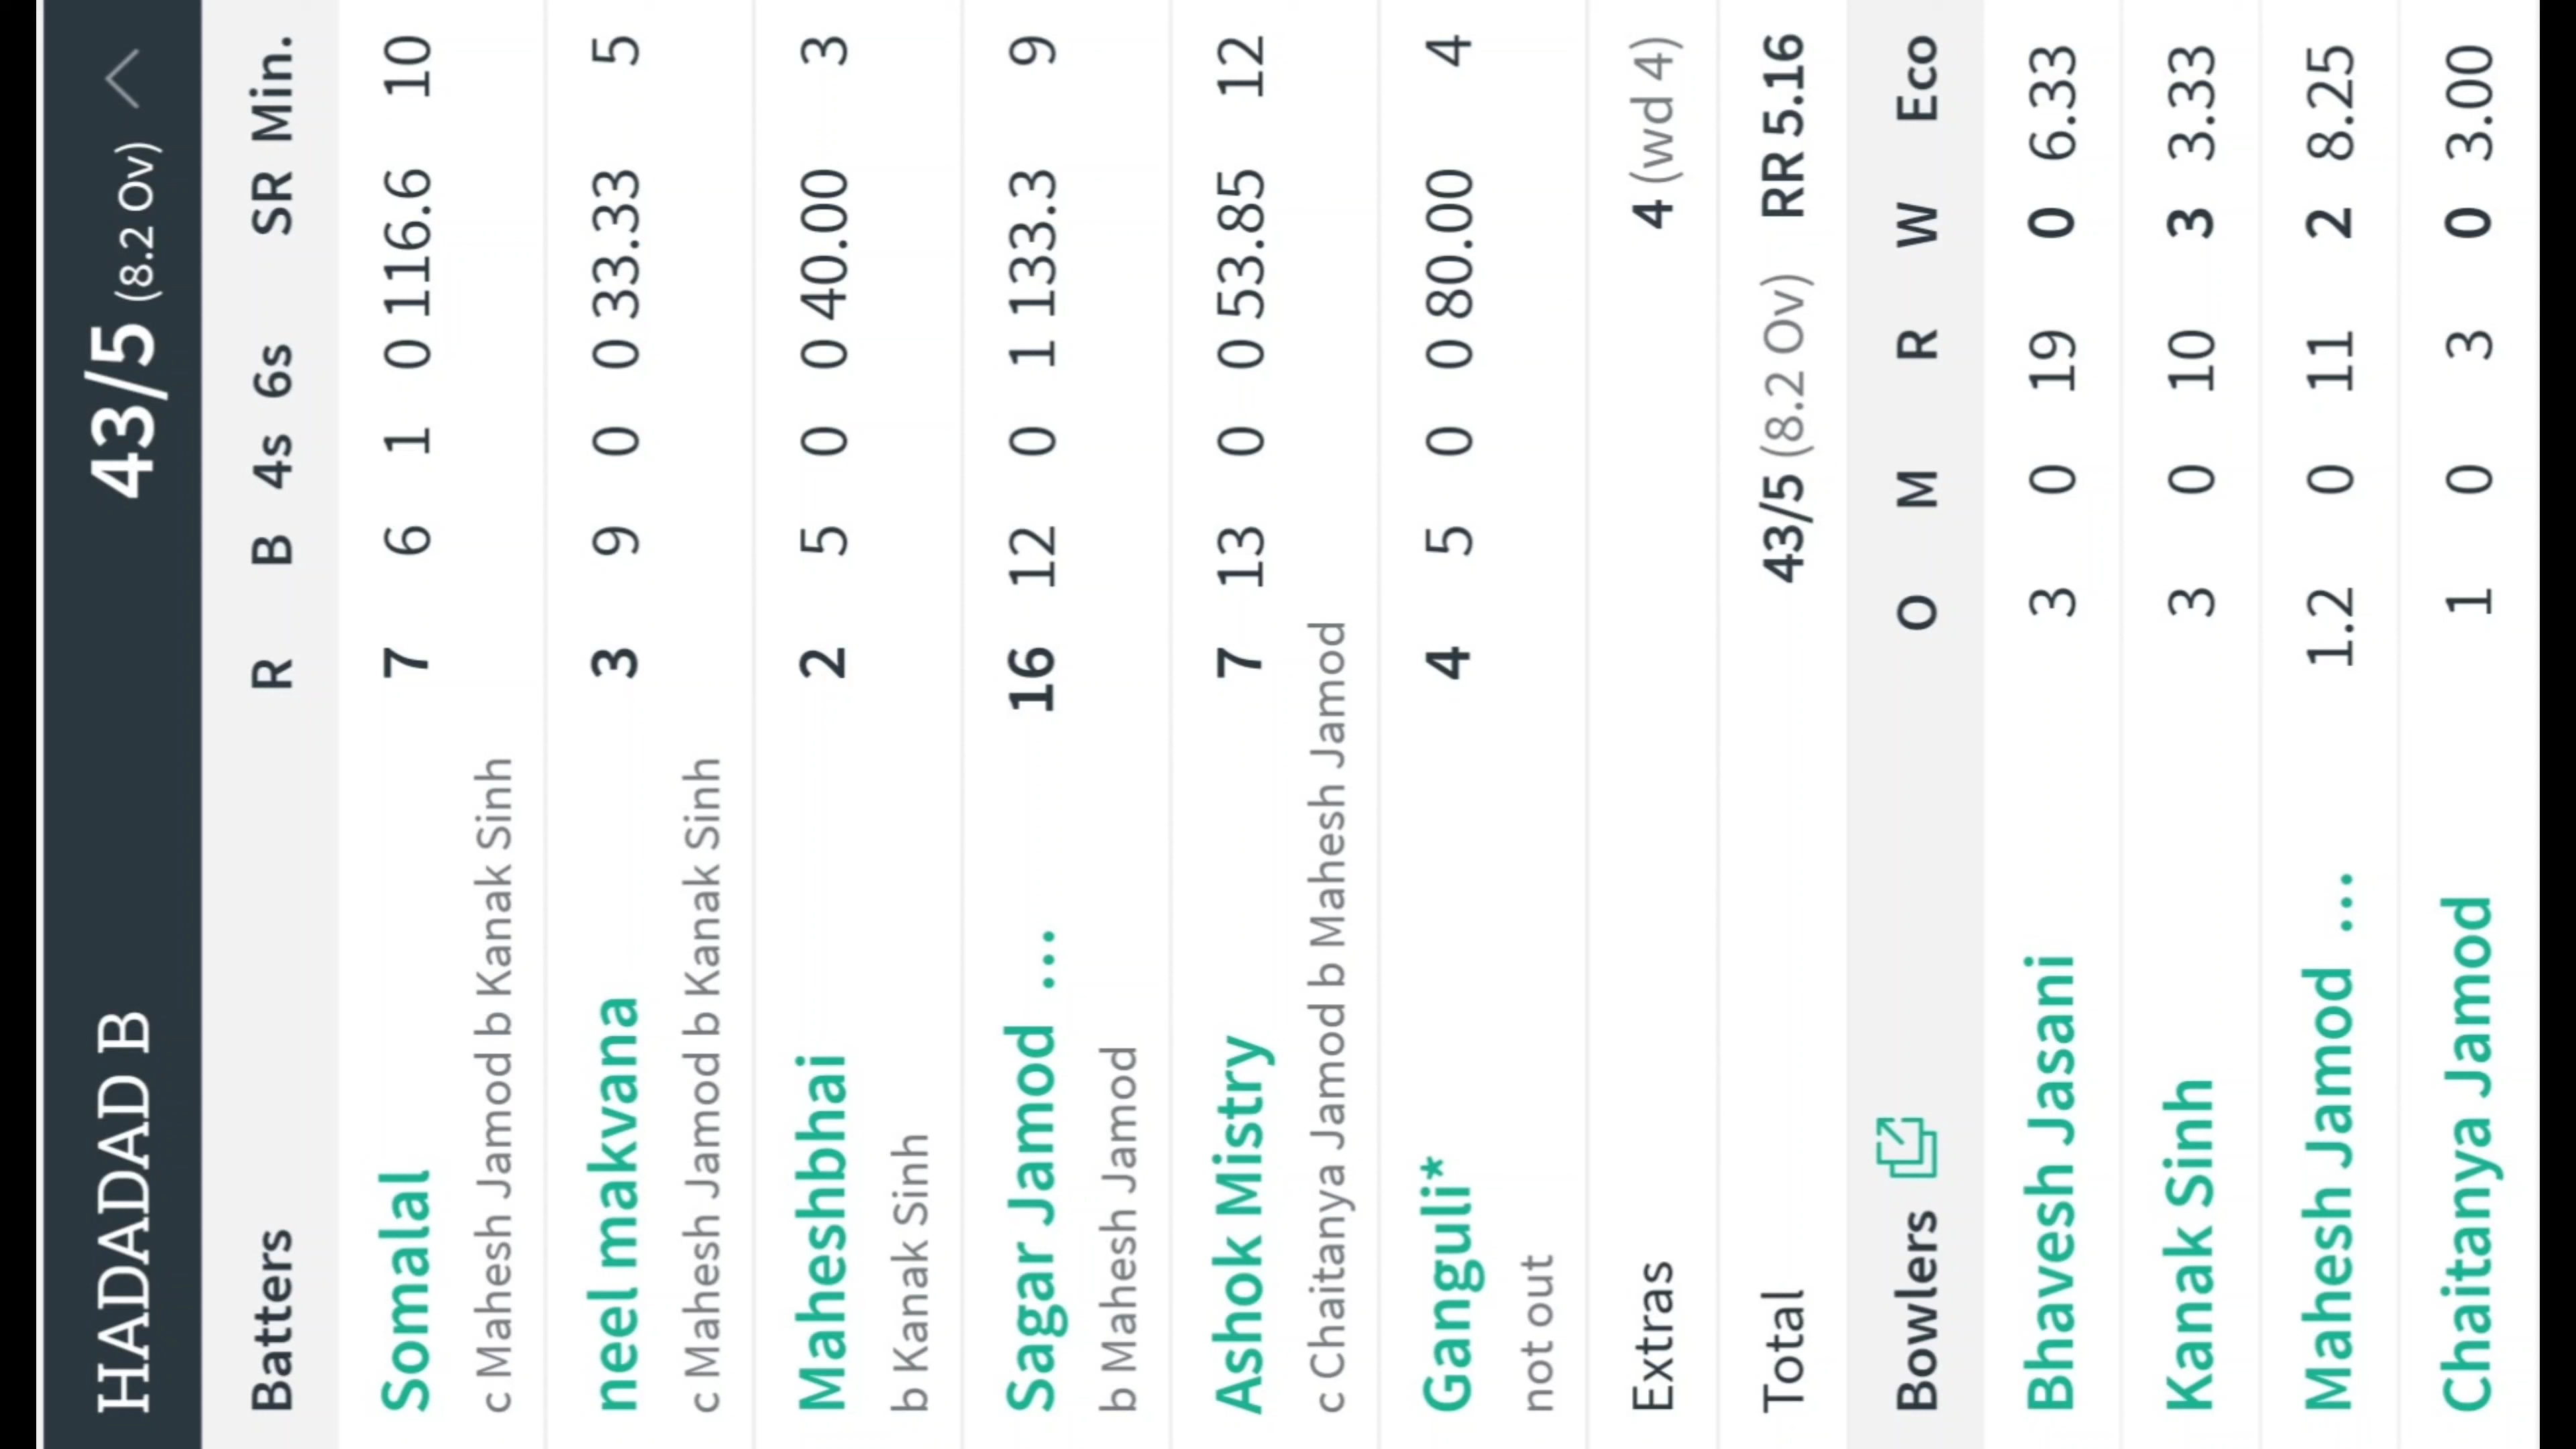 HADADAD B 43/5 (8.2 Ov)
Batters R B 4s 6s SR Min.
Somalal 7 6 1 0 116.6 10
c Mahesh Jamod b Kanak Sinh
neel makvana 3 9 0 0 33.33 5
c Mahesh Jamod b Kanak Sinh
Maheshbhai 2 5 0 0 40.00 3
b Kanak Sinh
Sagar Jamod ... 16 12 0 1 133.3 9
b Mahesh Jamod
Ashok Mistry 7 13 0 0 53.85 12
c Chaitanya Jamod b Mahesh Jamod
Ganguli* 4 5 0 0 80.00 4
not out
Extras 4 (wd 4)
Total 43/5 (8.2 Ov) RR 5.16
Bowlers O M R W Eco
Bhavesh Jasani 3 0 19 0 6.33
Kanak Sinh 3 0 10 3 3.33
Mahesh Jamod ... 1.2 0 11 2 8.25
Chaitanya Jamod 1 0 3 0 3.00